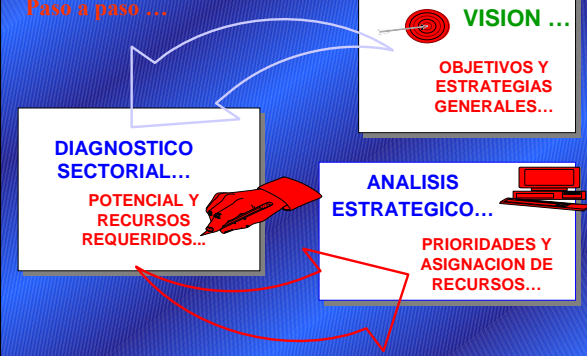 Paso a paso …
VISION …
OBJETIVOS Y
ESTRATEGIAS
GENERALES…
DIAGNOSTICO
SECTORIAL…
POTENCIAL Y
RECURSOS
REQUERIDOS...
ANALISIS
ESTRATEGICO…
PRIORIDADES Y
ASIGNACION DE
RECURSOS…